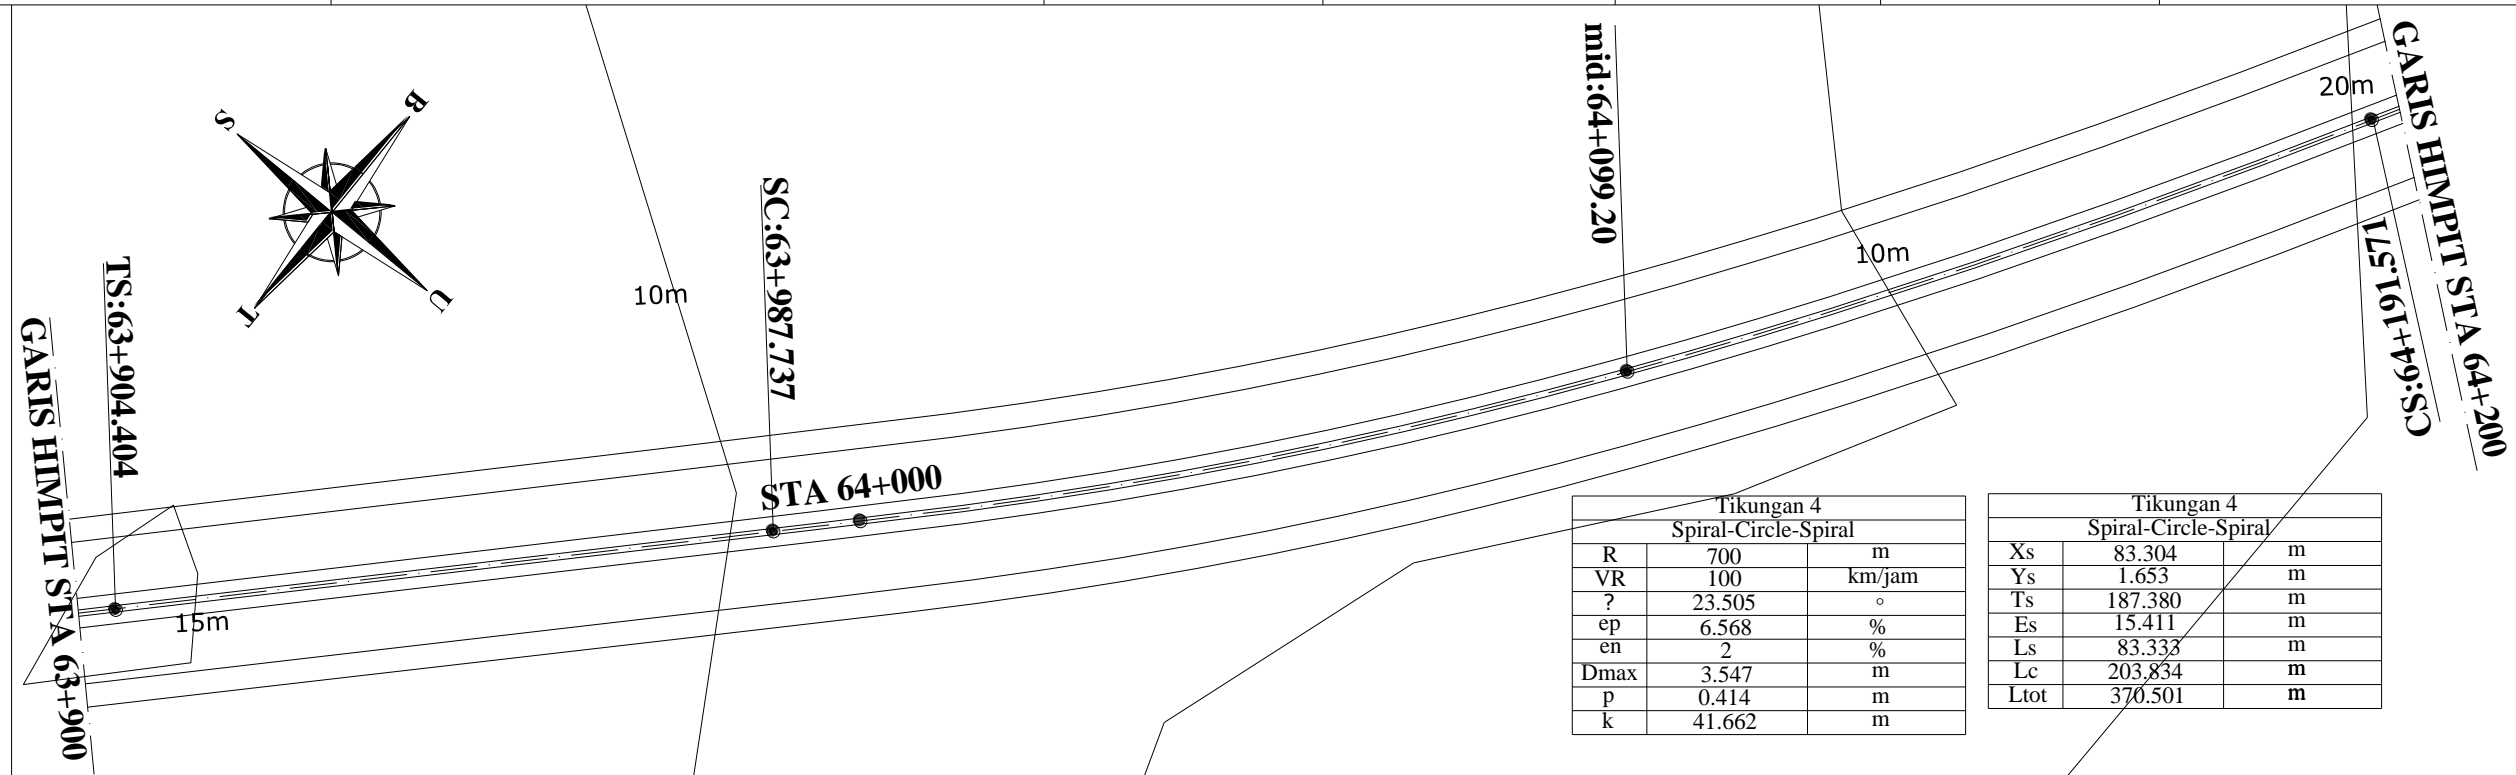 GARIS HIMPIT STA 63+900
TS:63+904.404
S
B
T
U
15m
10m
SC:63+987.737
STA 64+000
mid:64+099.20
10m
20m
CS:64+191.571
GARIS HIMPIT STA 64+200
Tikungan 4
Spiral-Circle-Spiral
R 700 m
VR 100 km/jam
? 23.505 °
ep 6.568 %
en 2 %
Dmax 3.547 m
p 0.414 m
k 41.662 m
Tikungan 4
Spiral-Circle-Spiral
Xs 83.304 m
Ys 1.653 m
Ts 187.380 m
Es 15.411 m
Ls 83.333 m
Lc 203.834 m
Ltot 370.501 m